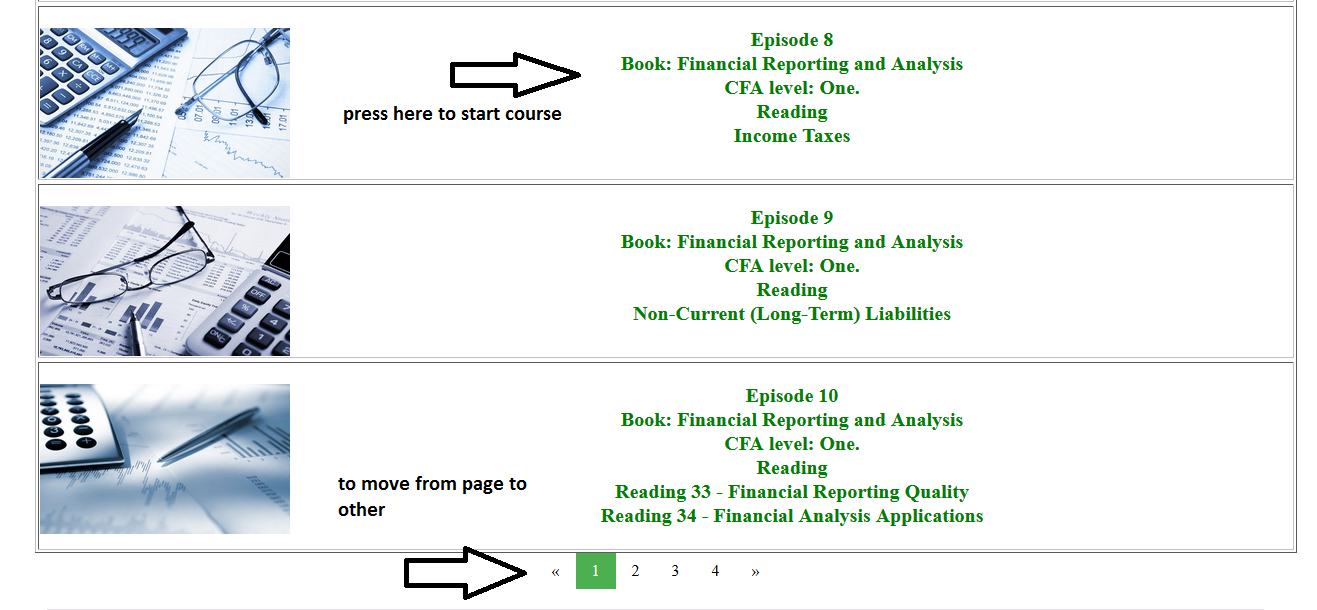 Episode 8
Book: Financial Reporting and Analysis
CFA level: One.
Reading
Income Taxes
press here to start course
Episode 9
Book: Financial Reporting and Analysis
CFA level: One.
Reading
Non-Current (Long-Term) Liabilities
Episode 10
Book: Financial Reporting and Analysis
CFA level: One.
Reading
Reading 33 - Financial Reporting Quality
Reading 34 - Financial Analysis Applications
to move from page to
other
« 1 2 3 4 »